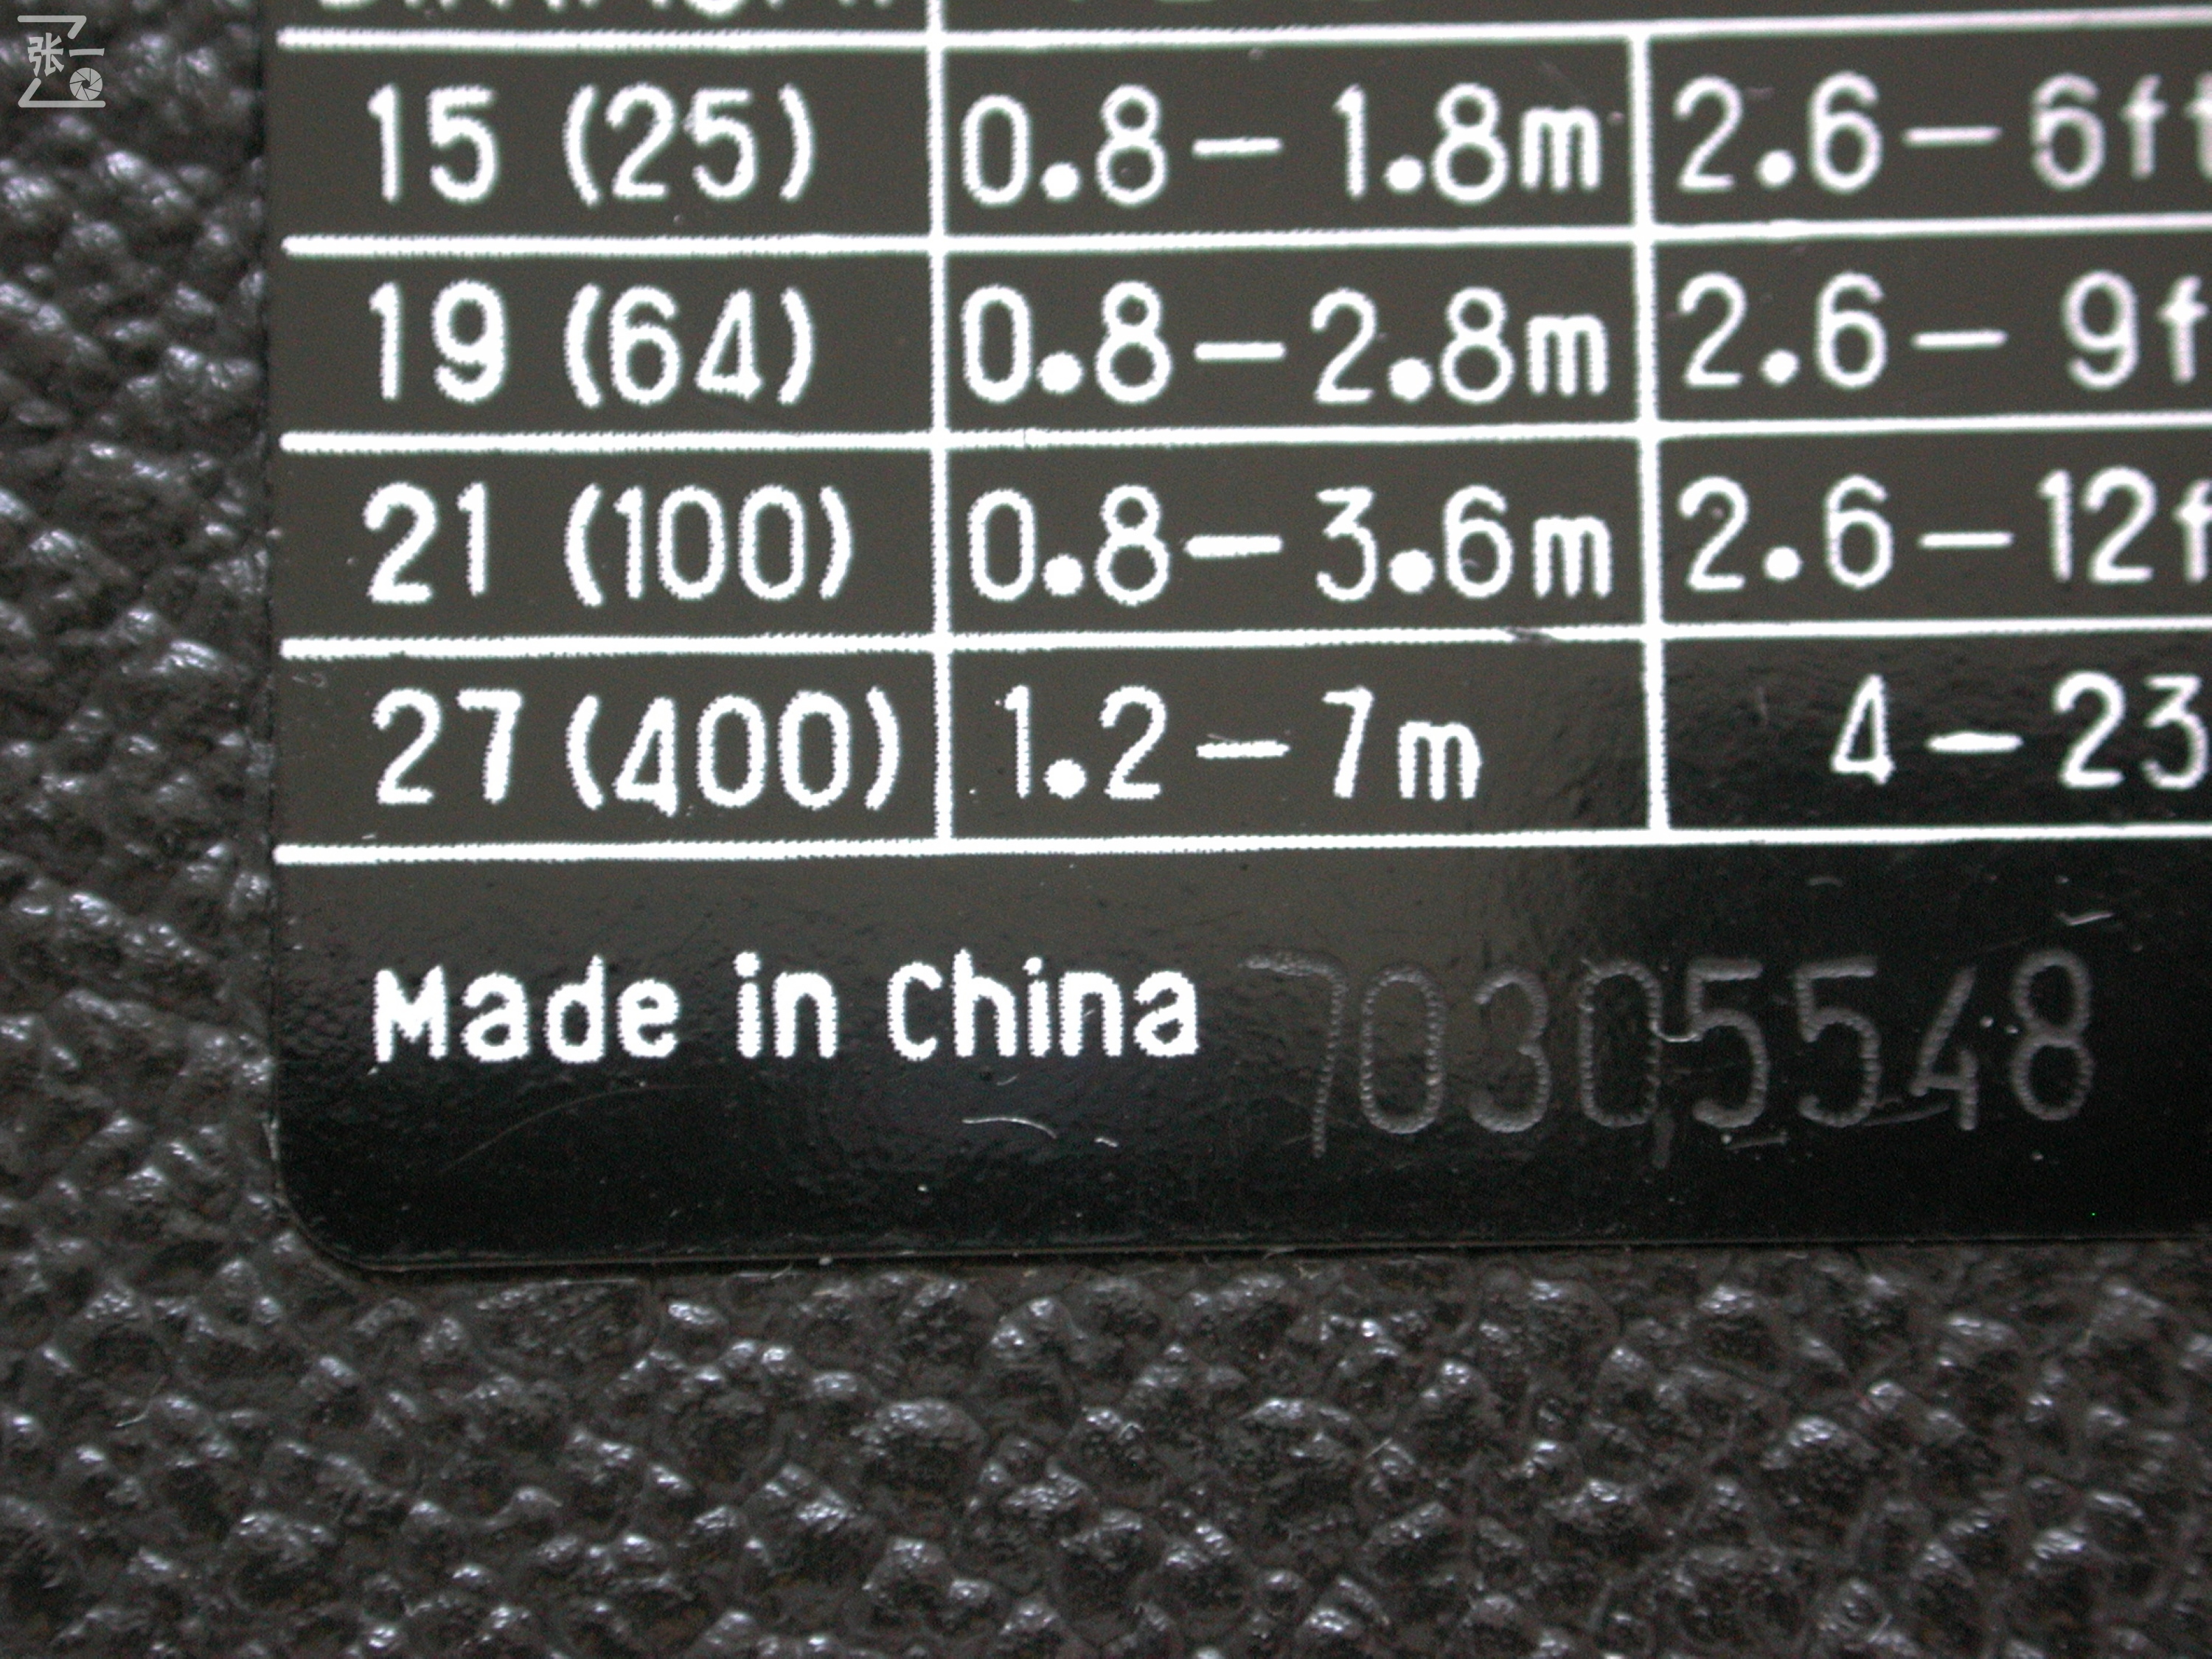 张一
15 (25) 0.8－1.8m 2.6－6ft
19 (64) 0.8－2.8m 2.6－9f
21 (100) 0.8－3.6m 2.6－12f
27 (400) 1.2－7m 4－23
Made in China 70305548